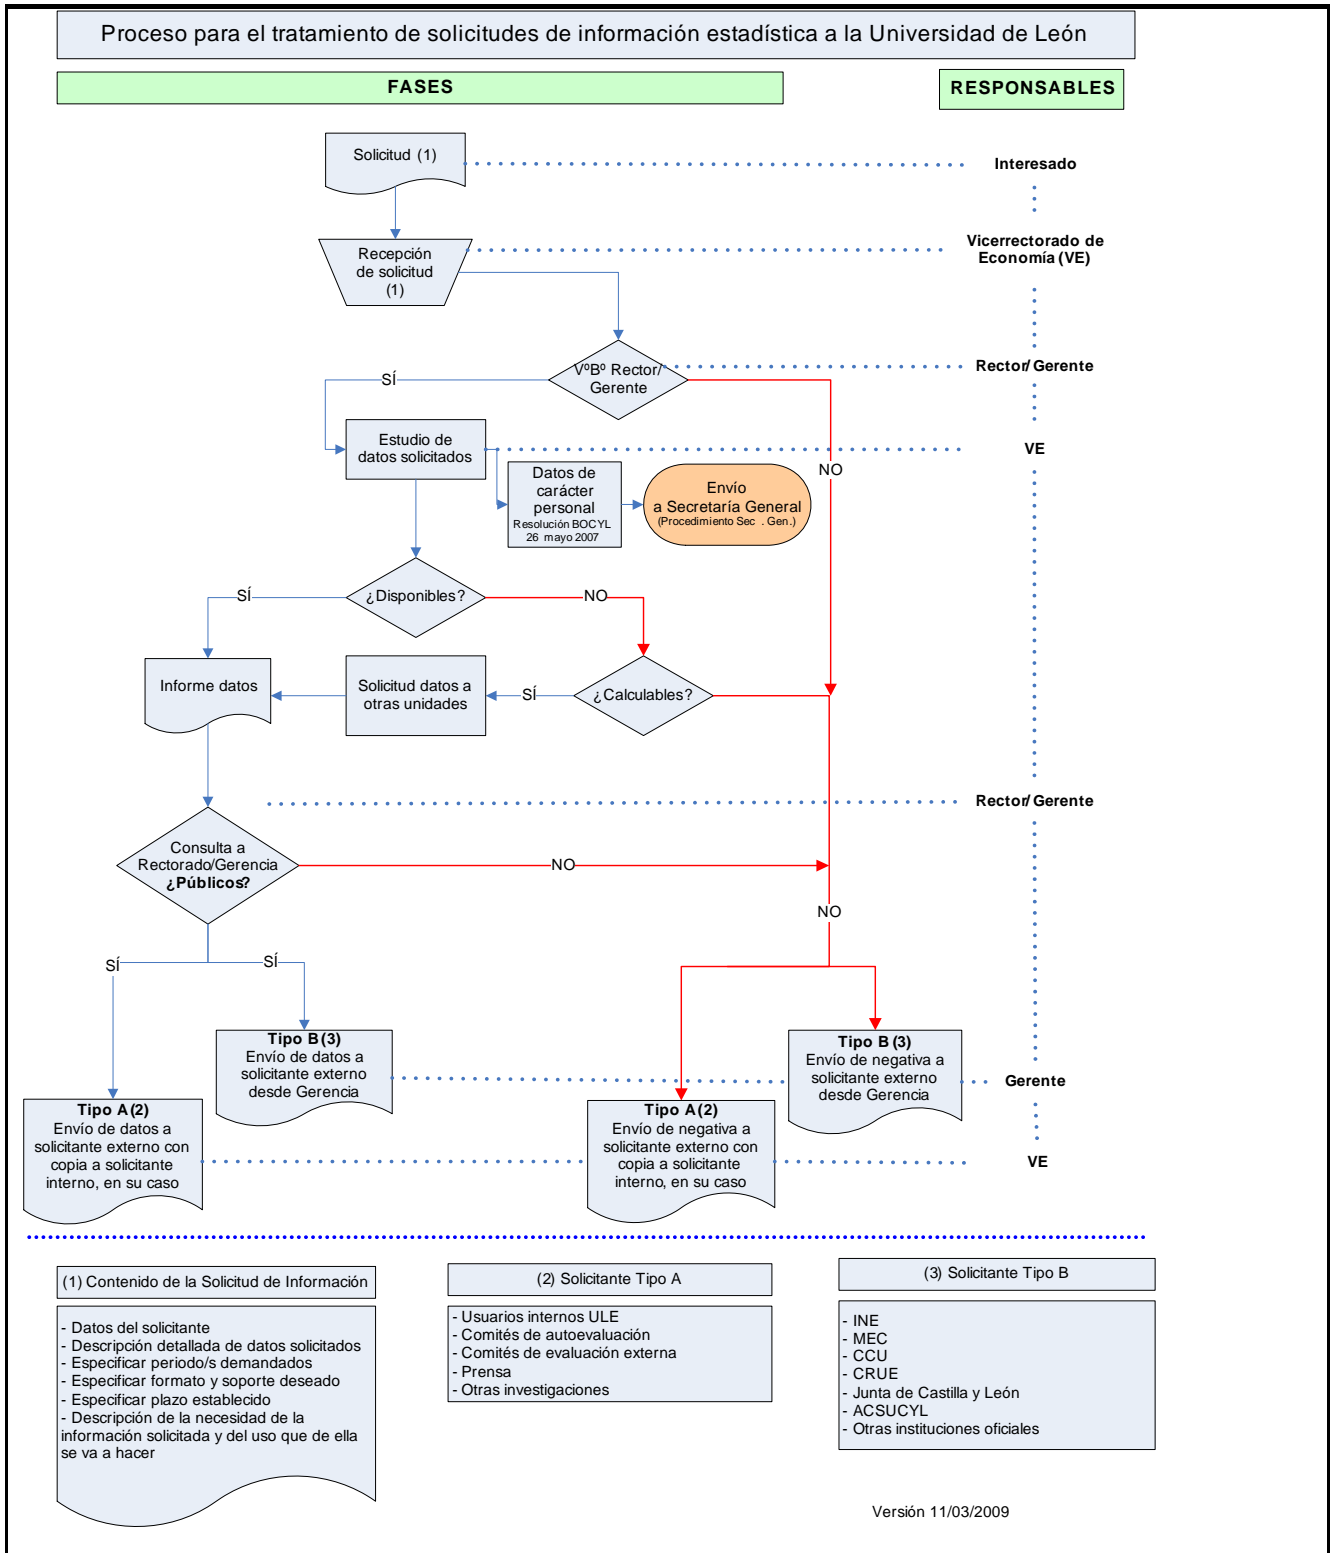 Proceso para el tratamiento de solicitudes de información estadística a la Universidad de León
FASES
RESPONSABLES
Solicitud (1)
Interesado
Recepción
de solicitud
(1)
Vicerrectorado de
Economía (VE)
VºBº Rector/
Gerente
Rector/Gerente
SÍ
NO
Estudio de
datos solicitados
VE
Datos de
carácter
personal
Resolución BOCYL
26 mayo 2007
Envío
a Secretaría General
(Procedimiento Sec . Gen.)
¿Disponibles?
SÍ
NO
Informe datos
Solicitud datos a
otras unidades
SÍ
¿Calculables?
Rector/Gerente
Consulta a
Rectorado/Gerencia
¿Públicos?
NO
NO
SÍ
SÍ
Tipo B (3)
Envío de datos a
solicitante externo
desde Gerencia
Tipo B (3)
Envío de negativa a
solicitante externo
desde Gerencia
Gerente
Tipo A (2)
Envío de datos a
solicitante externo con
copia a solicitante
interno, en su caso
Tipo A (2)
Envío de negativa a
solicitante externo con
copia a solicitante
interno, en su caso
VE
(1) Contenido de la Solicitud de Información
- Datos del solicitante
- Descripción detallada de datos solicitados
- Especificar periodo/s demandados
- Especificar formato y soporte deseado
- Especificar plazo establecido
- Descripción de la necesidad de la
información solicitada y del uso que de ella
se va a hacer
(2) Solicitante Tipo A
- Usuarios internos ULE
- Comités de autoevaluación
- Comités de evaluación externa
- Prensa
- Otras investigaciones
(3) Solicitante Tipo B
- INE
- MEC
- CCU
- CRUE
- Junta de Castilla y León
- ACSUCYL
- Otras instituciones oficiales
Versión 11/03/2009